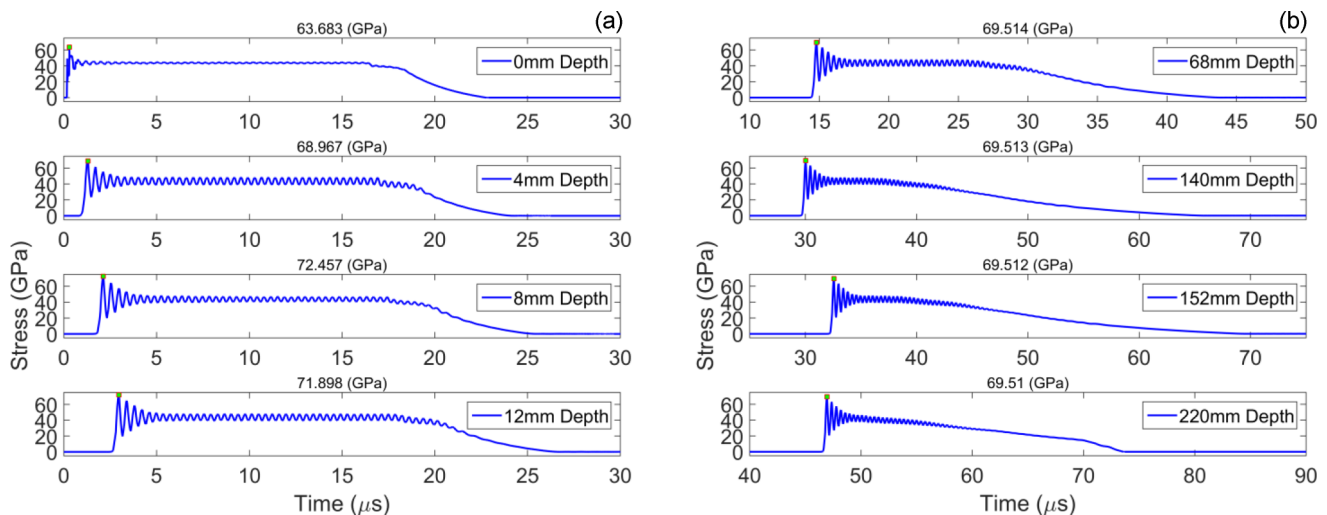 (a)
63.683 (GPa)
60
40
20
0
0mm Depth
0 5 10 15 20 25 30
68.967 (GPa)
60
40
20
0
4mm Depth
0 5 10 15 20 25 30
72.457 (GPa)
60
40
20
0
8mm Depth
0 5 10 15 20 25 30
71.898 (GPa)
60
40
20
0
12mm Depth
0 5 10 15 20 25 30
Stress (GPa)
Time (μs)
(b)
69.514 (GPa)
60
40
20
0
68mm Depth
10 15 20 25 30 35 40 45 50
69.513 (GPa)
60
40
20
0
140mm Depth
30 40 50 60 70
69.512 (GPa)
60
40
20
0
152mm Depth
30 40 50 60 70
69.51 (GPa)
60
40
20
0
220mm Depth
40 50 60 70 80 90
Stress (GPa)
Time (μs)